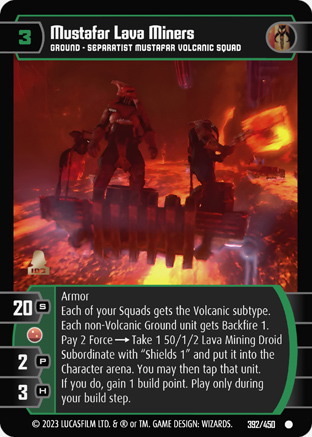 3
Mustafar Lava Miners
GROUND - SEPARATIST MUSTAFAR VOLCANIC SQUAD
20 S
2 P
3 H
Armor
Each of your Squads gets the Volcanic subtype.
Each non-Volcanic Ground unit gets Backfire 1.
Pay 2 Force → Take 1 50/1/2 Lava Mining Droid
Subordinate with “Shields 1” and put it into the
Character arena. You may then tap that unit.
If you do, gain 1 build point. Play only during
your build step.
© 2023 LUCASFILM LTD. & ® or TM. GAME DESIGN: WIZARDS.
392/450